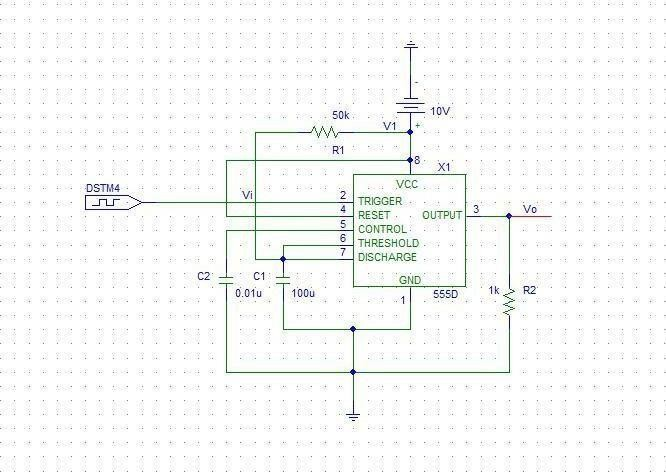 -
10V
50k
V1
+
R1
8
X1
VCC
DSTM4
Vi
2
TRIGGER
4
RESET
OUTPUT
3
Vo
5
CONTROL
6
THRESHOLD
7
DISCHARGE
C2
C1
GND
0.01u
100u
1
555D
1k
R2